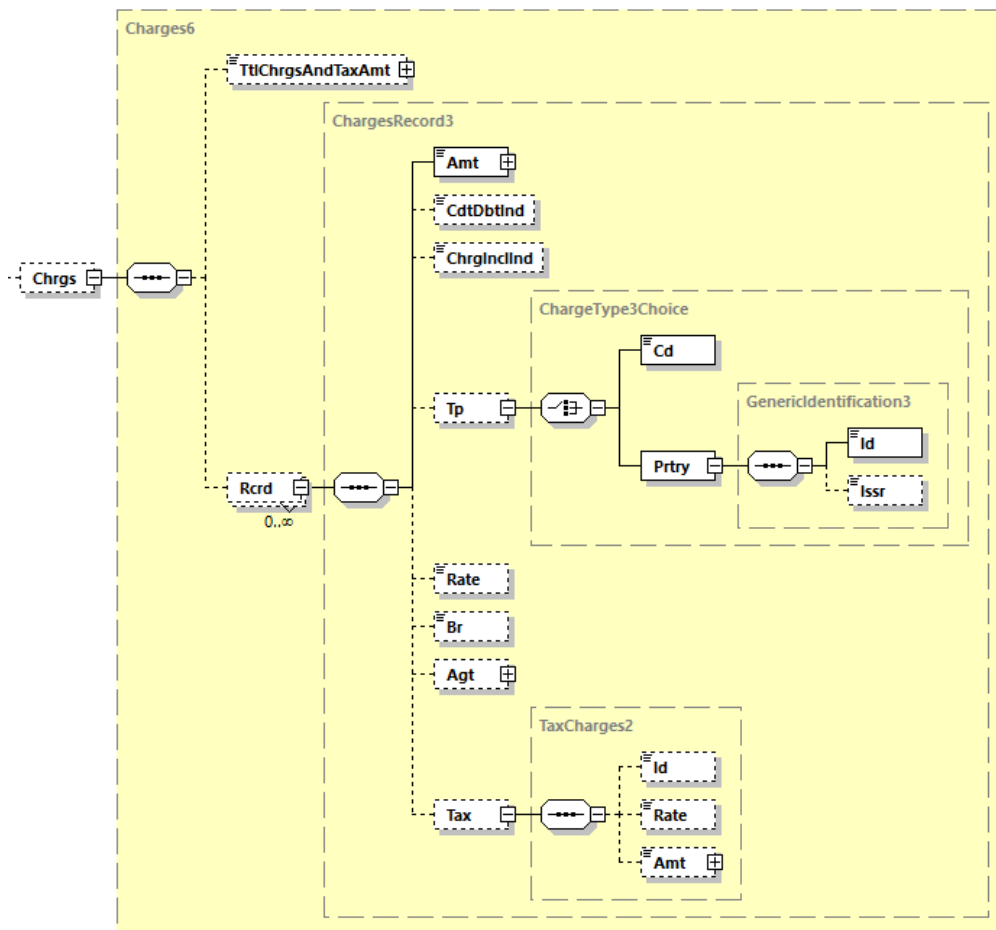 Charges6
TtlChrgsAndTaxAmt
ChargesRecord3
Amt
CdtDbtInd
ChrgInclInd
Chrgs
ChargeType3Choice
Cd
GenericIdentification3
Tp
Id
Prtry
Issr
Rcrd
0..∞
Rate
Br
Agt
TaxCharges2
Id
Tax
Rate
Amt